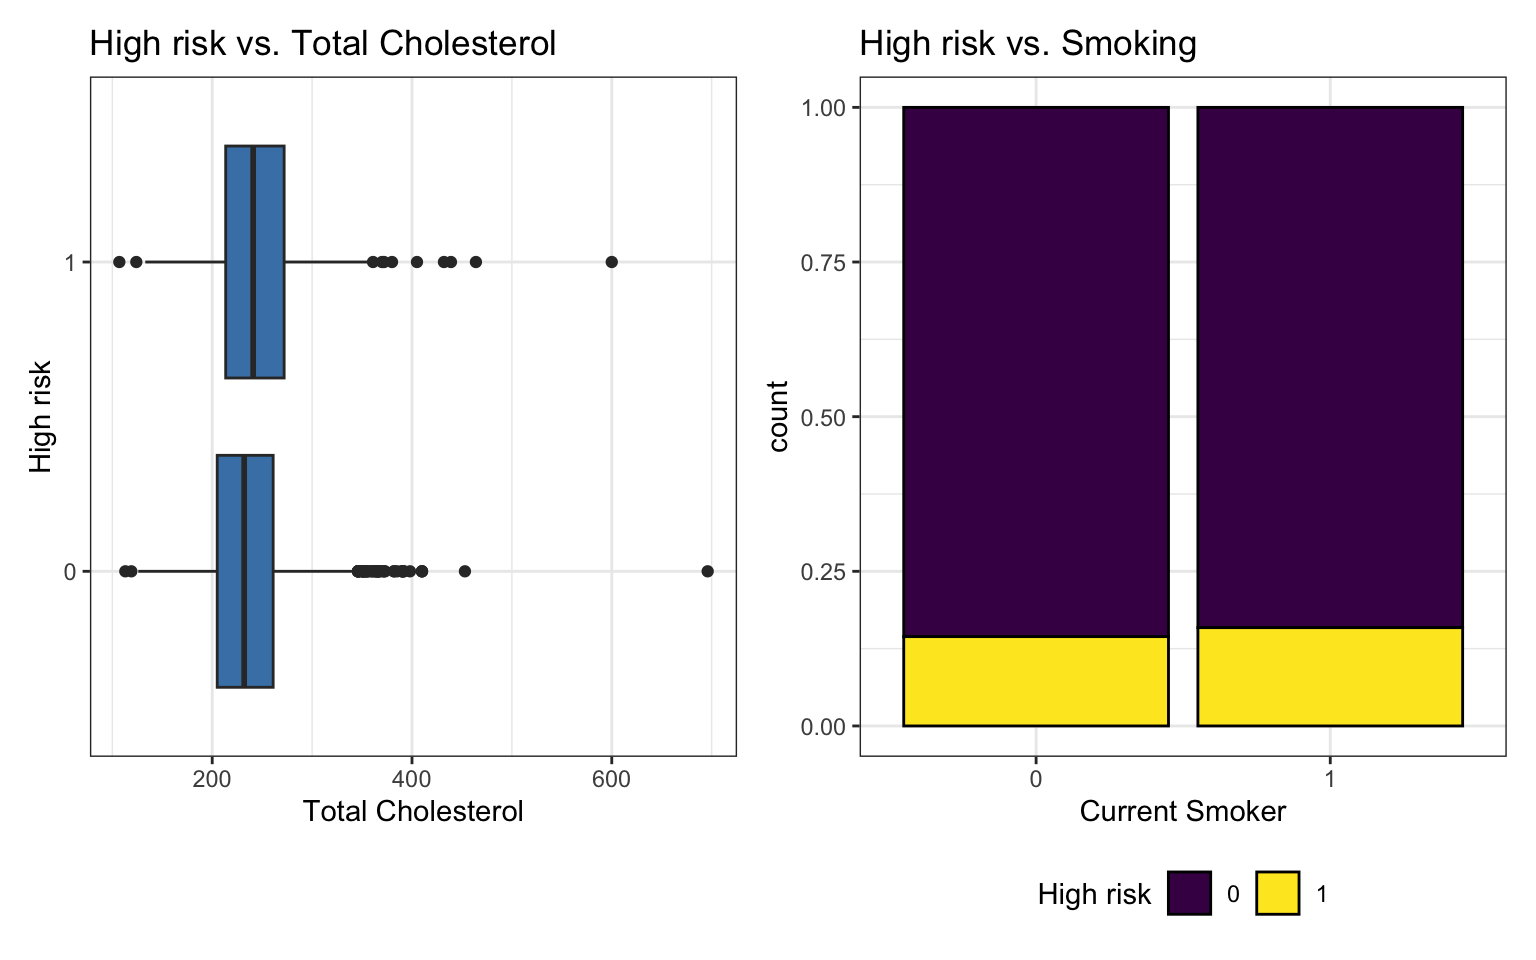 High risk vs. Total Cholesterol
High risk
1
0
200 400 600
Total Cholesterol
High risk vs. Smoking
count
1.00
0.75
0.50
0.25
0.00
0 1
Current Smoker
High risk 0 1